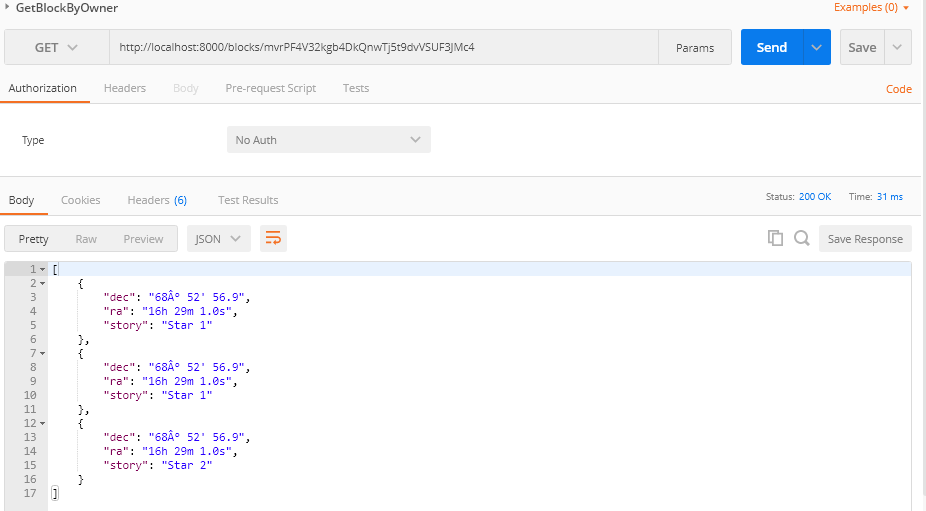 GetBlockByOwner
Examples (0)
GET
http://localhost:8000/blocks/mvrPF4V32kgb4DkQnwTj5t9dvVSUF3JMc4
Params
Send
Save
Authorization
Headers
Body
Pre-request Script
Tests
Code
Type
No Auth
Body
Cookies
Headers (6)
Test Results
Status: 200 OK
Time: 31 ms
Pretty
Raw
Preview
JSON
Save Response
1 [
2 {
3 "dec": "68Âº 52' 56.9",
4 "ra": "16h 29m 1.0s",
5 "story": "Star 1"
6 },
7 {
8 "dec": "68Âº 52' 56.9",
9 "ra": "16h 29m 1.0s",
10 "story": "Star 1"
11 },
12 {
13 "dec": "68Âº 52' 56.9",
14 "ra": "16h 29m 1.0s",
15 "story": "Star 2"
16 }
17 ]